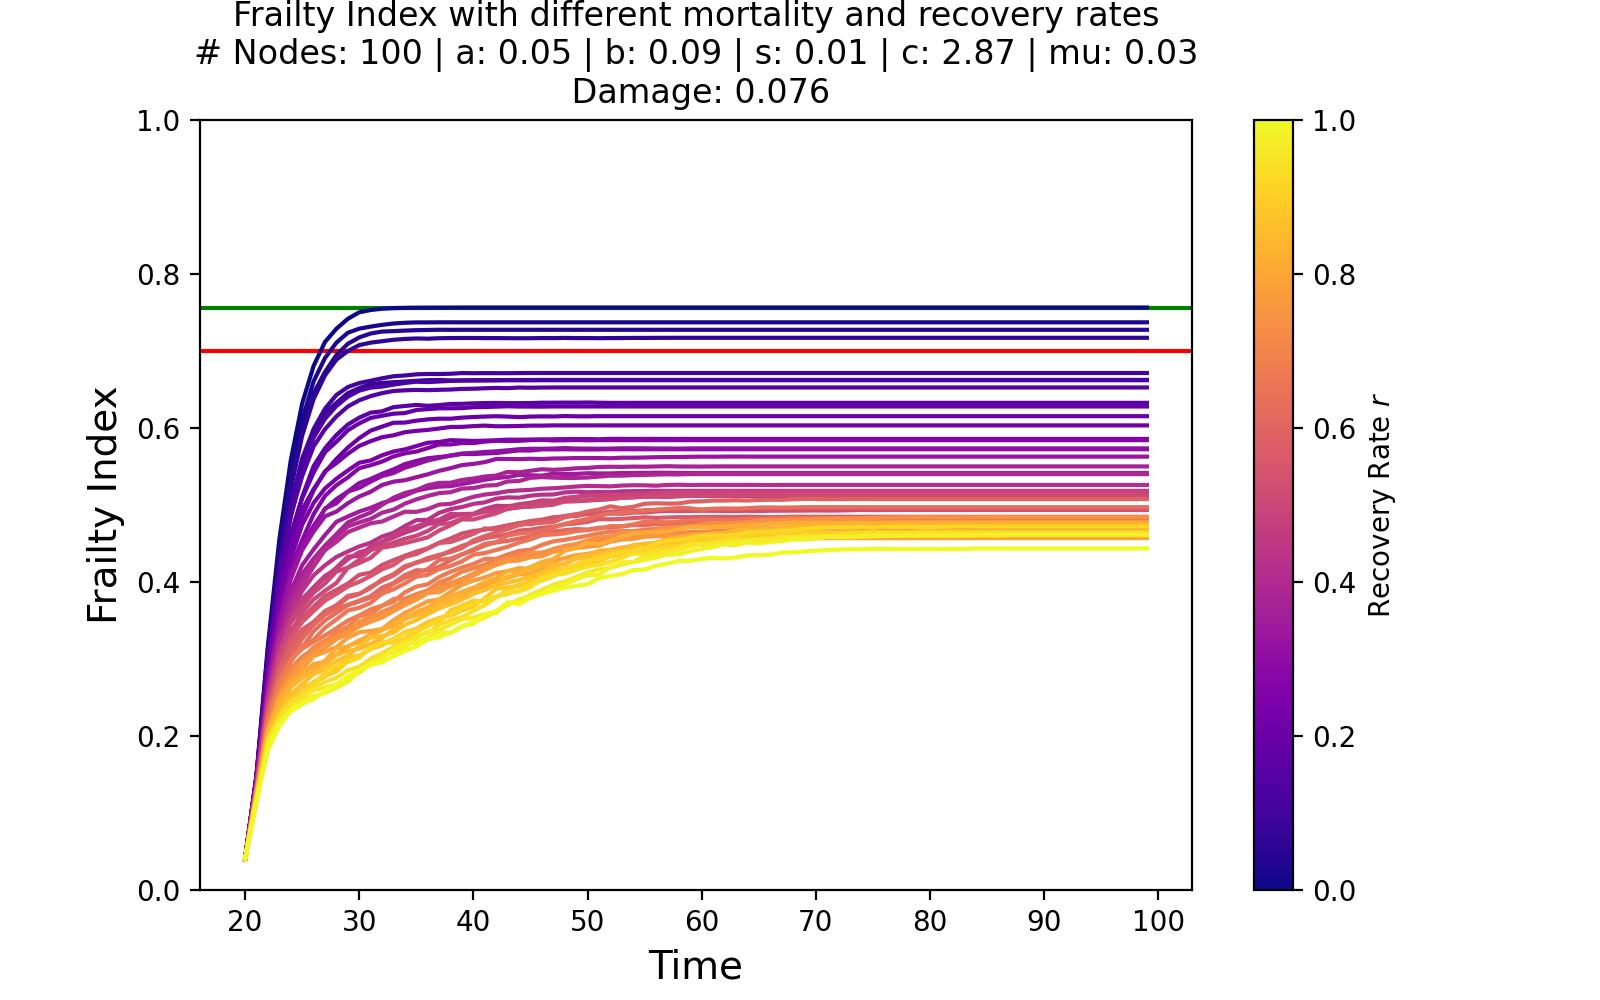 Frailty Index with different mortality and recovery rates
# Nodes: 100 | a: 0.05 | b: 0.09 | s: 0.01 | c: 2.87 | mu: 0.03
Damage: 0.076
1.0
0.8
0.6
0.4
0.2
0.0
Frailty Index
20 30 40 50 60 70 80 90 100
Time
1.0
0.8
0.6
0.4
0.2
0.0
Recovery Rate r